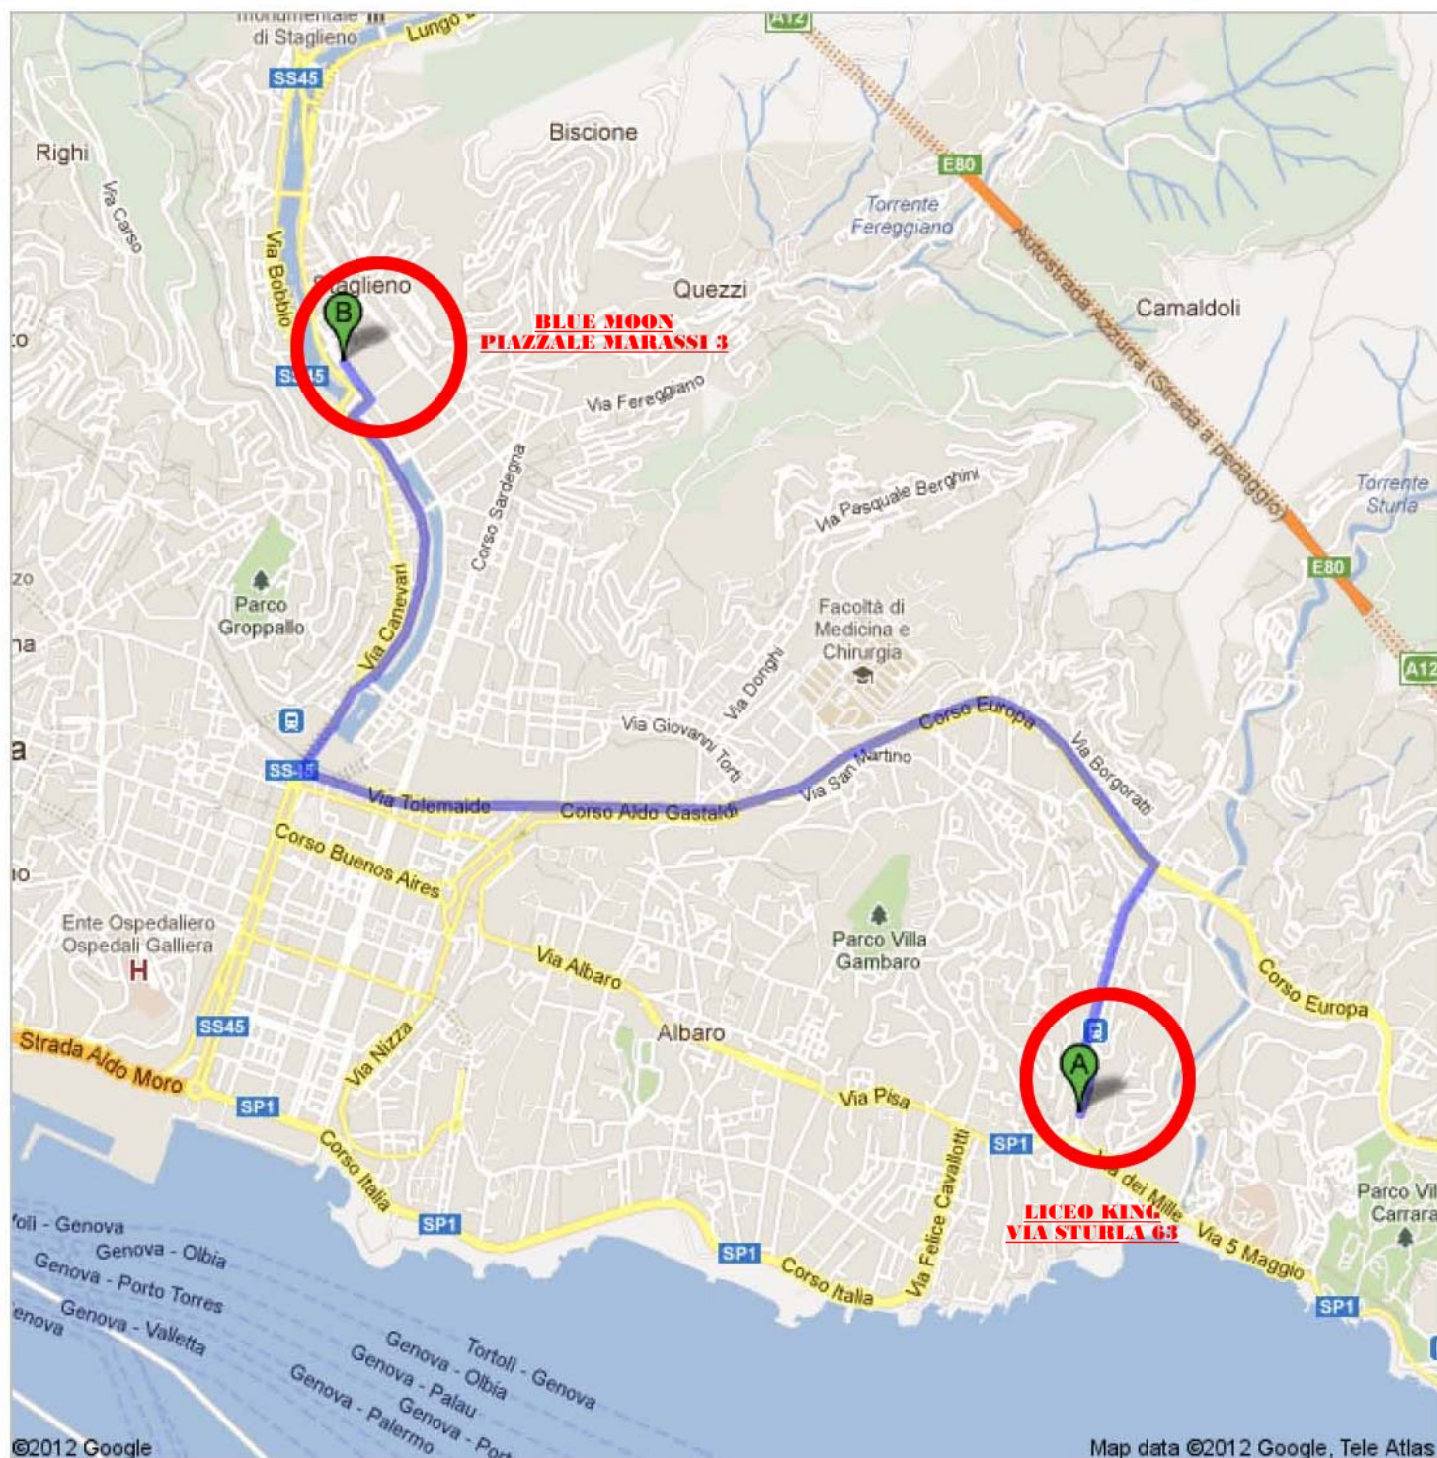 monumentale
di Staglieno
Lungo
A12
SS45
Biscione
Righi
E80
Via Carso
Torrente
Fereggiano
Via Bobbio
Autostrada Azzurra (Strada a pedaggio)
Staglieno
Quezzi
Camaldoli
B
BLUE MOON
PIAZZALE MARASSI 3
SS45
Via Fereggiano
Corso Sardegna
Via Pasquale Berghini
Torrente
Sturla
E80
Parco
Groppallo
Via Canevari
Facoltà di
Medicina e
Chirurgia
A12
Via Donghi
Via Giovanni Torti
Corso Europa
Via Borgoratti
Via San Martino
SS45
Via Tolemaide
Corso Aldo Gastaldi
Corso Buenos Aires
Ente Ospedaliero
Ospedali Galliera
H
Parco Villa
Gambaro
Via Albaro
Corso Europa
SS45
Strada Aldo Moro
Via Nizza
Albaro
A
SP1
Via Pisa
SP1
Corso Italia
Via Felice Cavallotti
Via dei Mille
LICEO KING
VIA STURLA 63
Via 5 Maggio
Parco Vil
Carrara
SP1
SP1
Corso Italia
SP1
Genova - Olbia
Genova - Porto Torres
Genova - Valletta
Tortolì - Genova
Genova - Olbia
Genova - Palau
Genova - Palermo
©2012 Google
Map data ©2012 Google, Tele Atlas